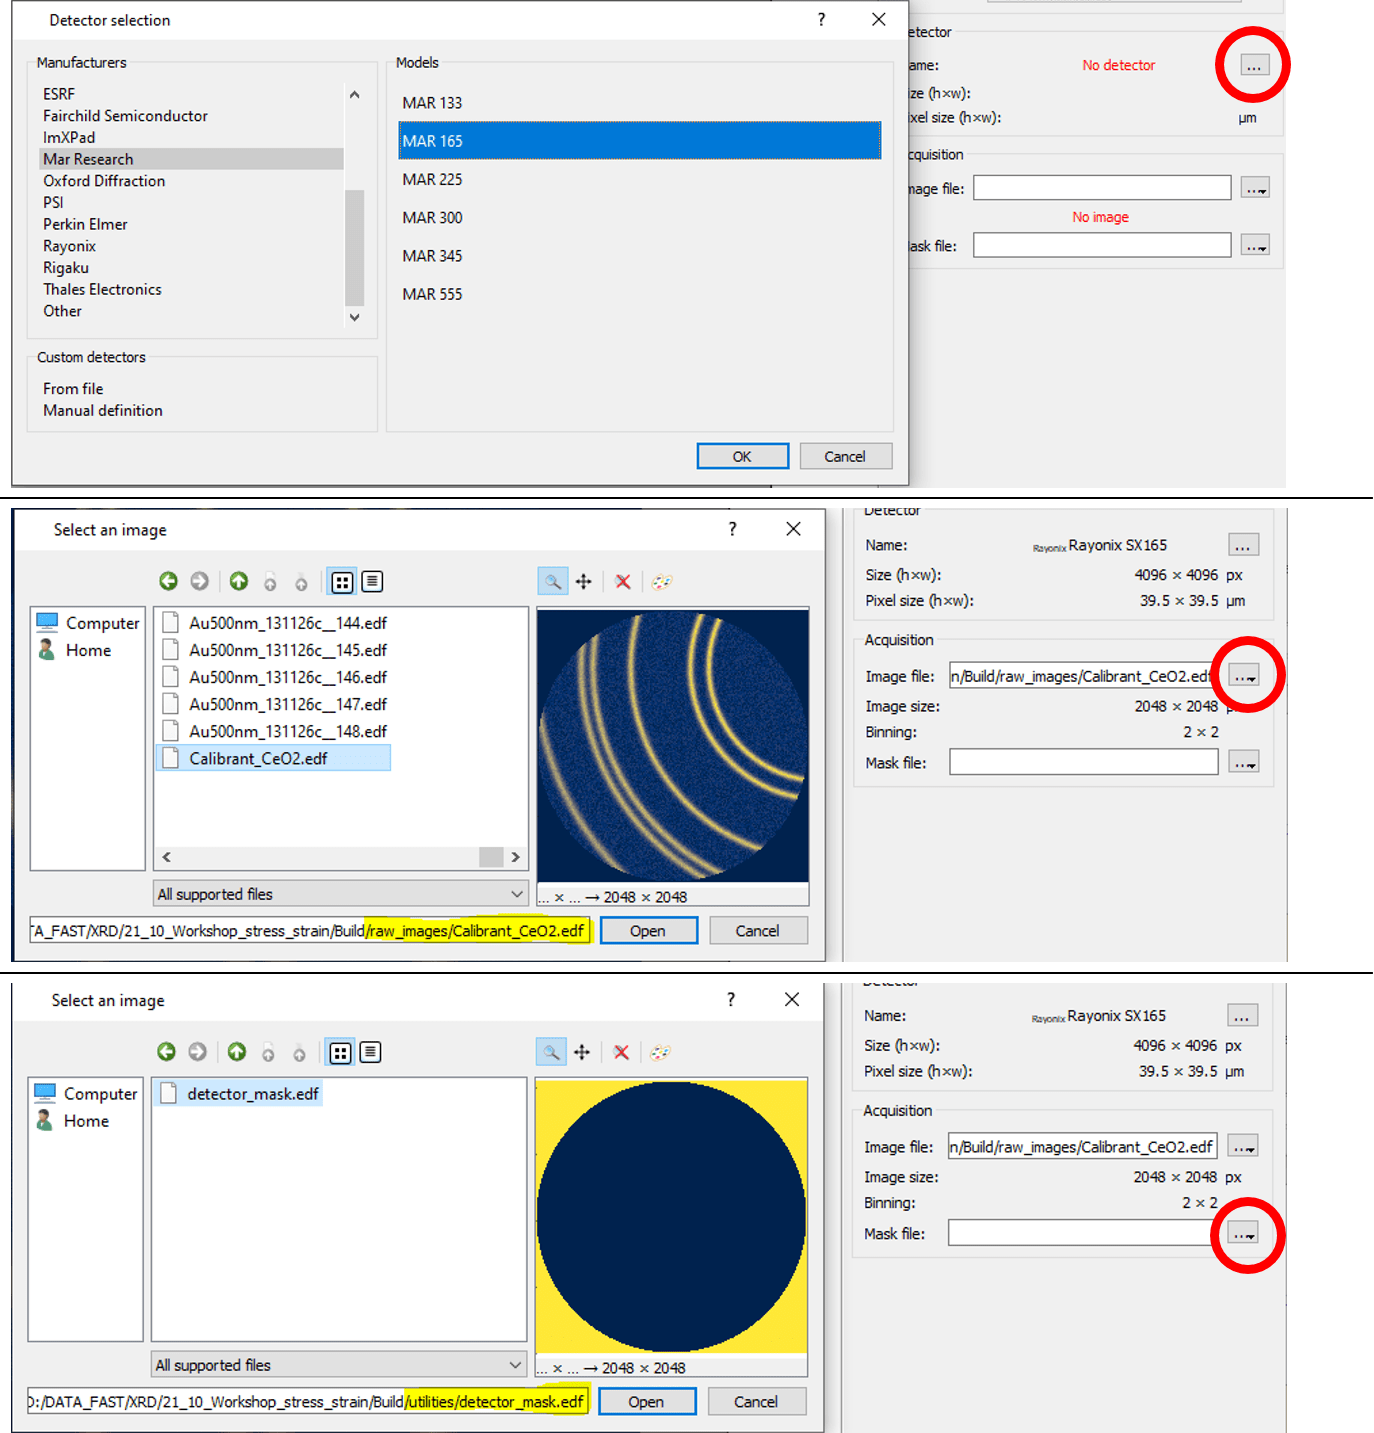 Detector selection
?
Manufacturers
ESRF
Fairchild Semiconductor
ImXPad
Mar Research
Oxford Diffraction
PSI
Perkin Elmer
Rayonix
Rigaku
Thales Electronics
Other
Custom detectors
From file
Manual definition
Models
MAR 133
MAR 165
MAR 225
MAR 300
MAR 345
MAR 555
OK
Cancel
etector
ame:
No detector
...
ize (h×w):
ixel size (h×w):
µm
cquisition
mage file:
...
No image
lask file:
...
Select an image
?
Computer
Home
Au500nm_131126c__144.edf
Au500nm_131126c__145.edf
Au500nm_131126c__146.edf
Au500nm_131126c__147.edf
Au500nm_131126c__148.edf
Calibrant_CeO2.edf
All supported files
... × ... → 2048 × 2048
TA_FAST/XRD/21_10_Workshop_stress_strain/Build/raw_images/Calibrant_CeO2.edf
Open
Cancel
Detector
Name:
Rayonix Rayonix SX165
...
Size (h×w):
4096 × 4096 px
Pixel size (h×w):
39.5 × 39.5 µm
Acquisition
Image file:
n/Build/raw_images/Calibrant_CeO2.edf
...
Image size:
2048 × 2048
Binning:
2 × 2
Mask file:
...
Select an image
?
Computer
Home
detector_mask.edf
All supported files
... × ... → 2048 × 2048
D:/DATA_FAST/XRD/21_10_Workshop_stress_strain/Build/utilities/detector_mask.edf
Open
Cancel
Detector
Name:
Rayonix Rayonix SX165
...
Size (h×w):
4096 × 4096 px
Pixel size (h×w):
39.5 × 39.5 µm
Acquisition
Image file:
n/Build/raw_images/Calibrant_CeO2.edf
...
Image size:
2048 × 2048 px
Binning:
2 × 2
Mask file:
...